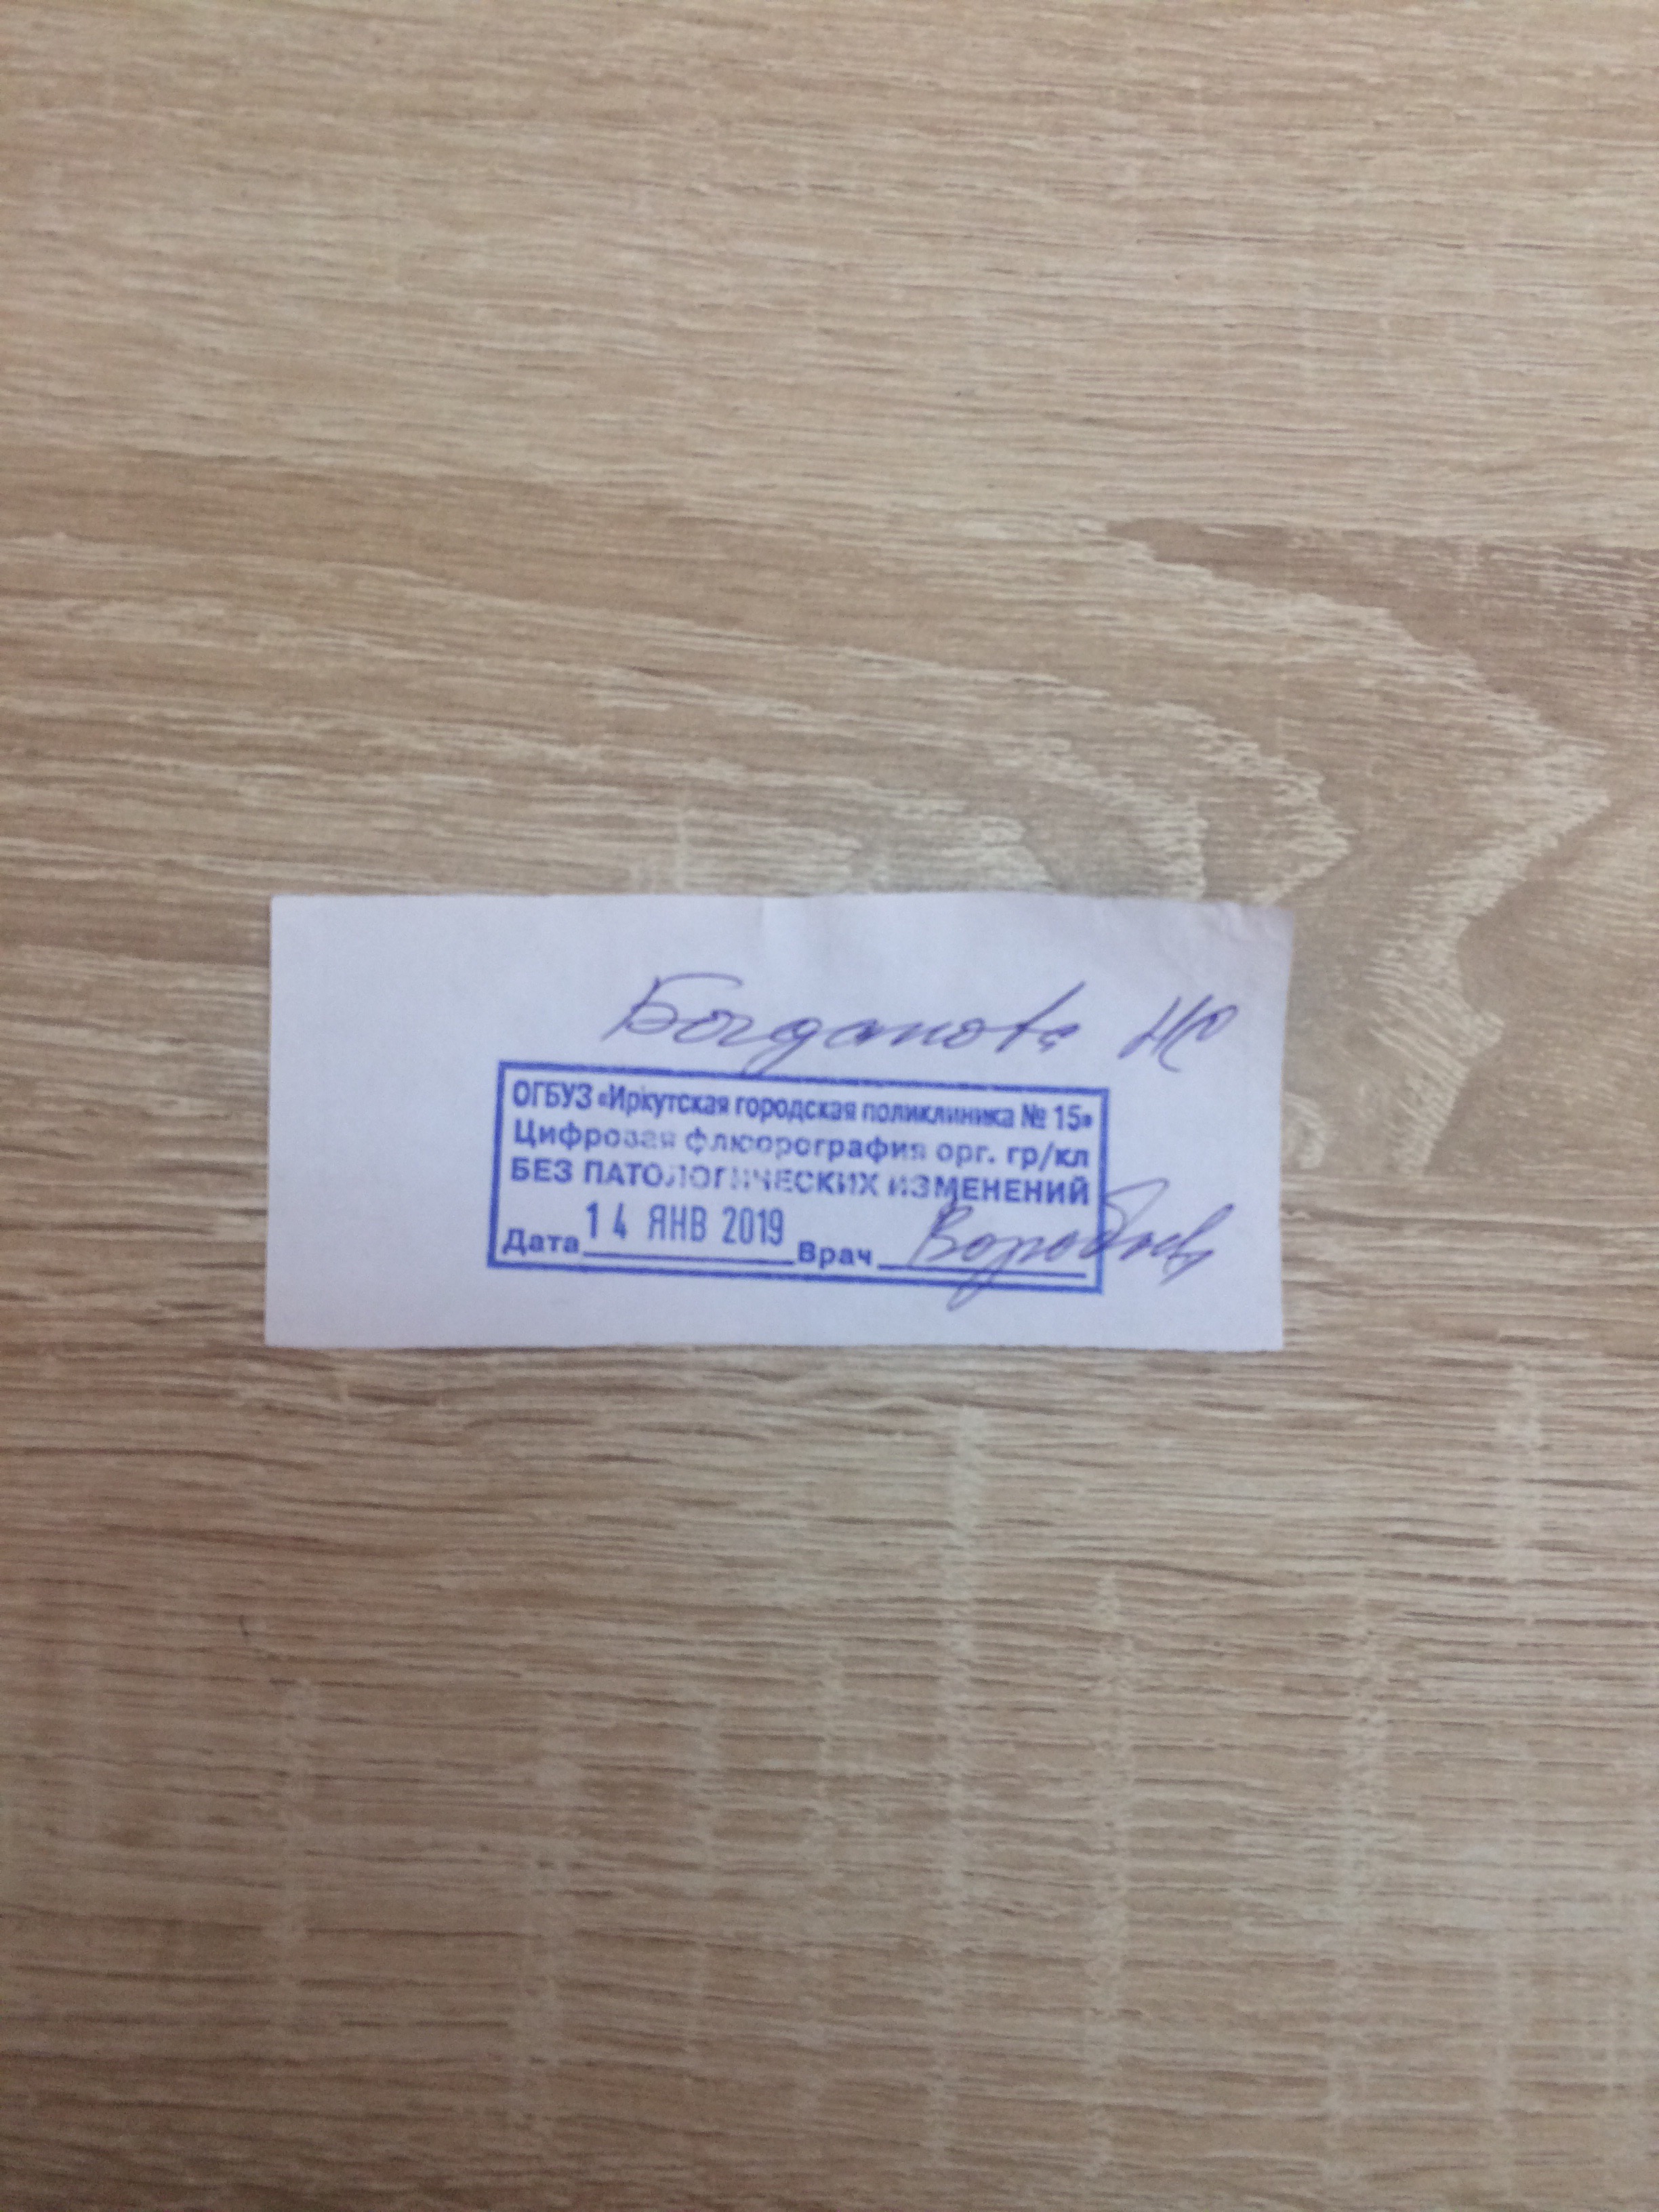 Богданова
ОГБУЗ «Иркутская городская поликлиника № 15»
Цифровая флюорография орг. гр/кл
БЕЗ ПАТОЛОГИЧЕСКИХ ИЗМЕНЕНИЙ
Дата 14 ЯНВ 2019 Врач